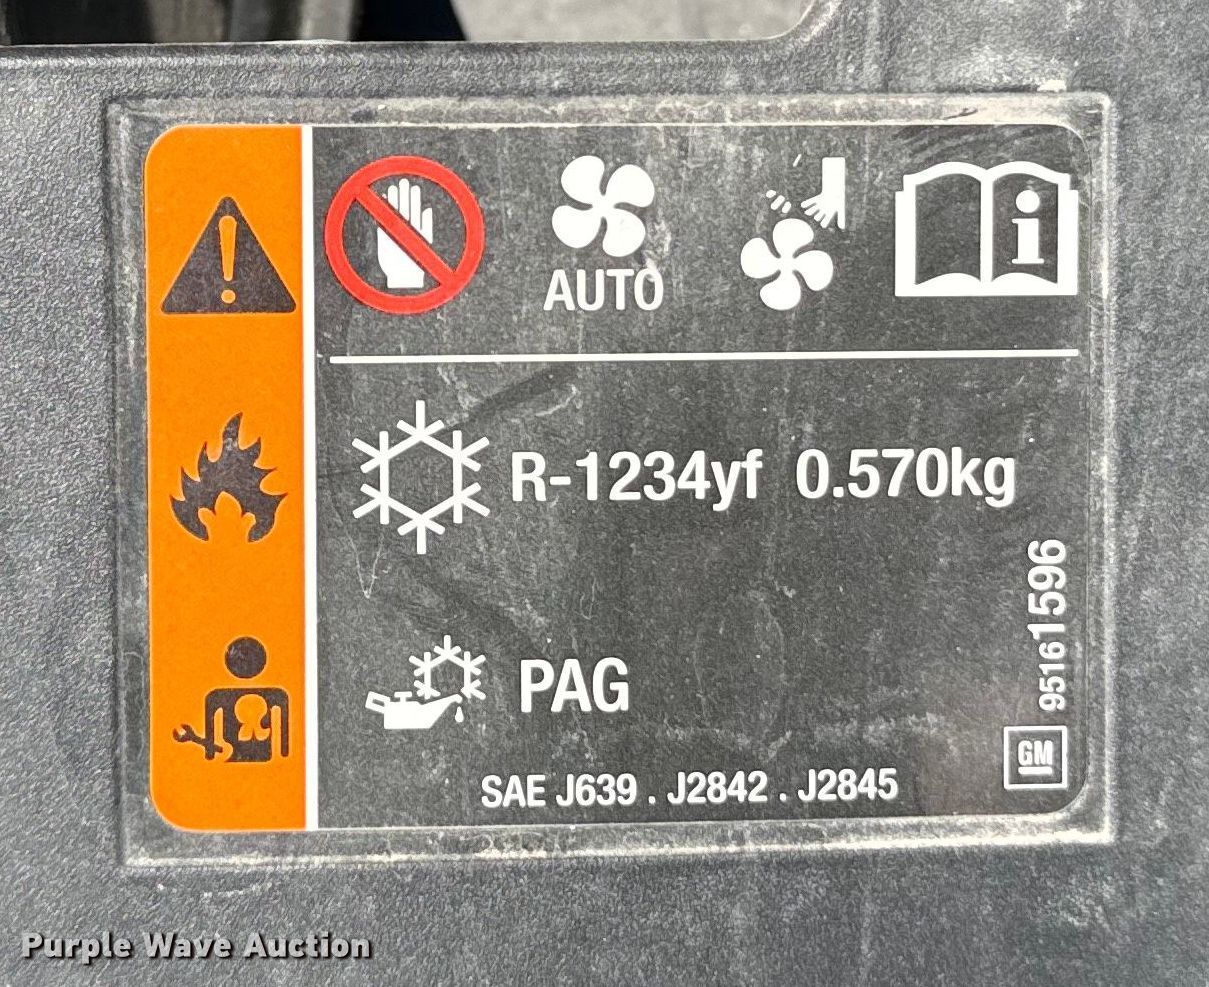 AUTO
i
R-1234yf 0.570kg
PAG
95161596
GM
SAE J639 . J2842 . J2845
Purple Wave Auction